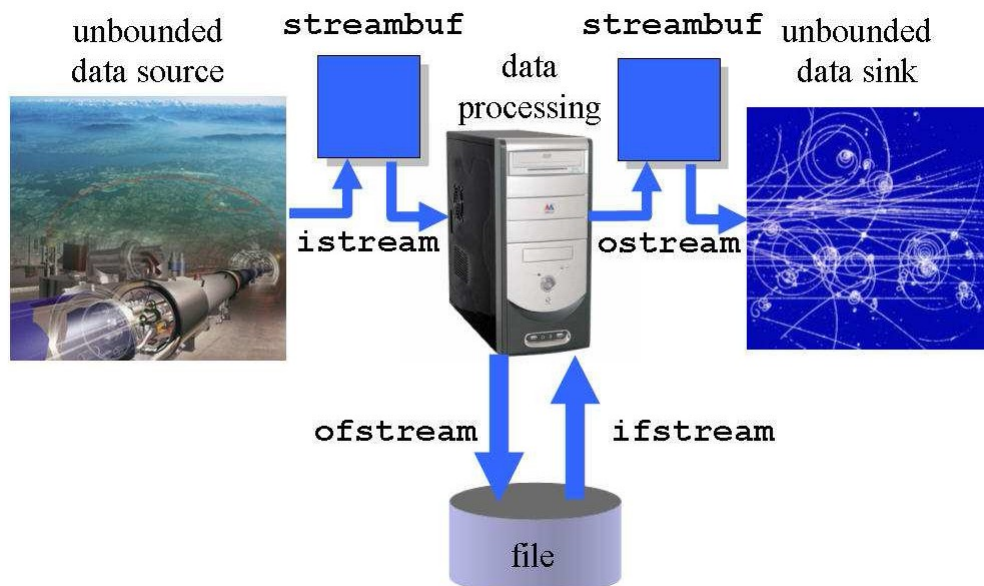 unbounded
data source
streambuf
data
processing
streambuf
unbounded
data sink
istream
ostream
ofstream
ifstream
file